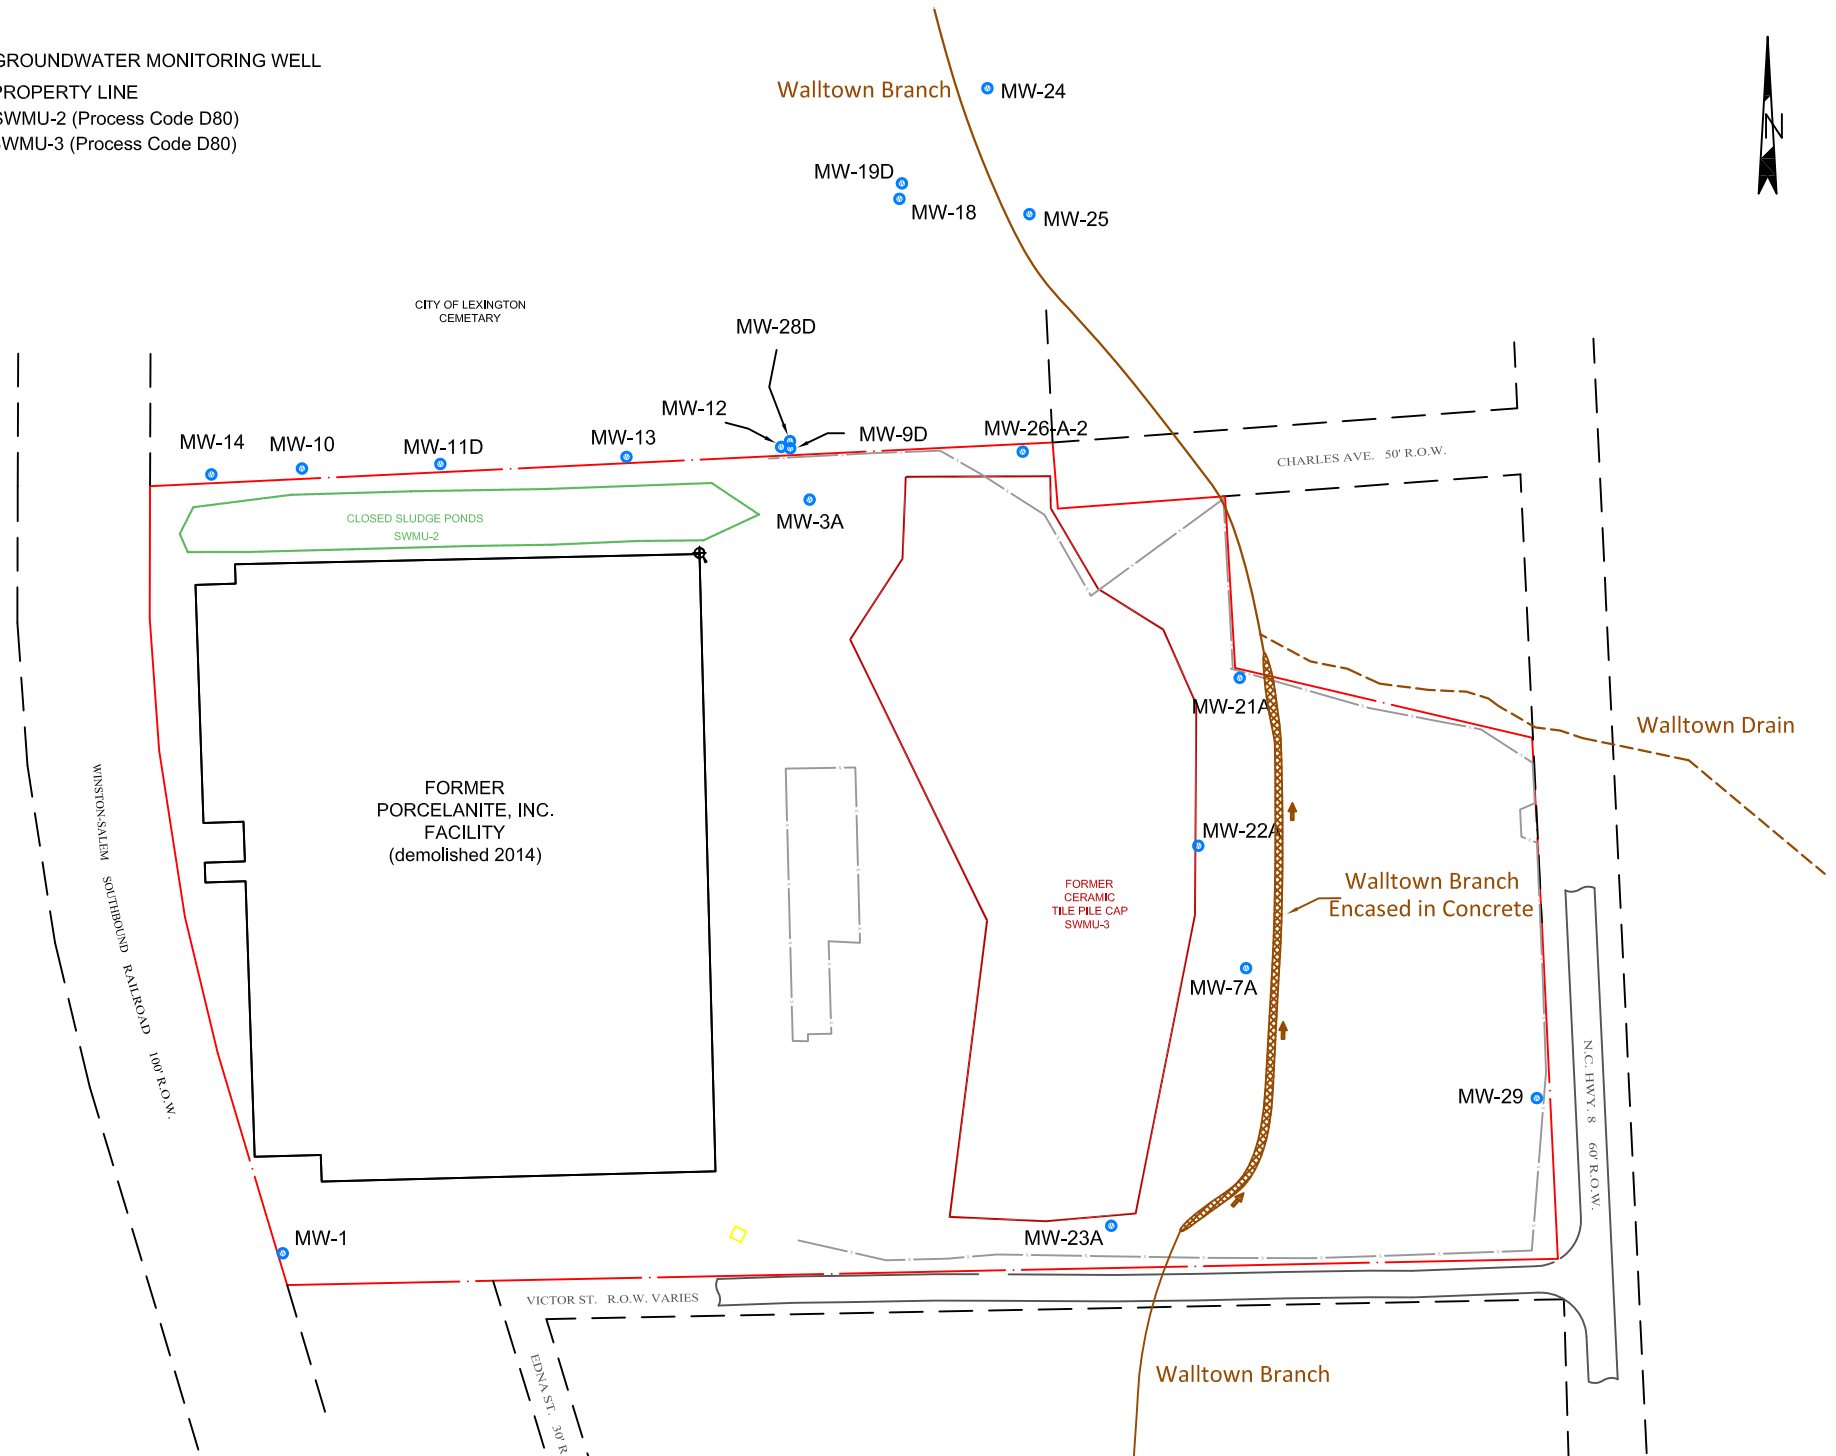 GROUNDWATER MONITORING WELL
PROPERTY LINE
SWMU-2 (Process Code D80)
SWMU-3 (Process Code D80)
Walltown Branch
MW-24
N
MW-19D
MW-18
MW-25
CITY OF LEXINGTON
CEMETARY
MW-28D
MW-12
MW-9D
MW-26-A-2
MW-14
MW-10
MW-11D
MW-13
CHARLES AVE. 50' R.O.W.
CLOSED SLUDGE PONDS
SWMU-2
MW-3A
MW-21A
Walltown Drain
WINSTON-SALEM SOUTHBOUND RAILROAD 100' R.O.W.
FORMER
PORCELANITE, INC.
FACILITY
(demolished 2014)
MW-22A
FORMER
CERAMIC
TILE PILE CAP
SWMU-3
Walltown Branch
Encased in Concrete
MW-7A
MW-29
N.C. HWY. 8 60' R.O.W.
MW-1
MW-23A
VICTOR ST. R.O.W. VARIES
EDNA ST. 30' R
Walltown Branch